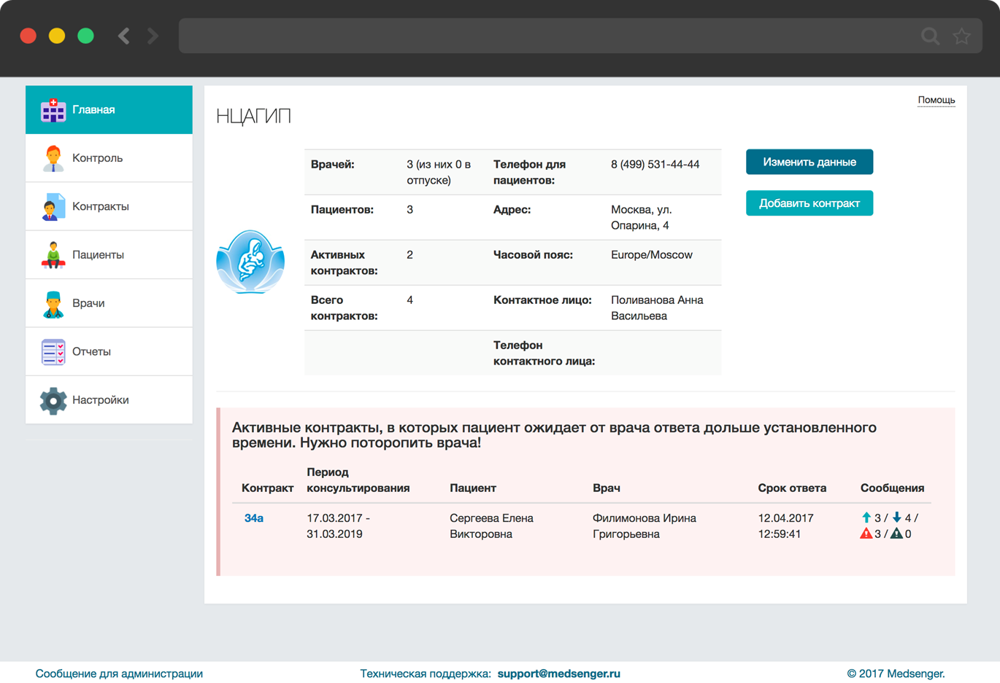 Помощь
НЦАГИП
Главная
Контроль
Контракты
Пациенты
Врачи
Отчеты
Настройки
Врачей:
3 (из них 0 в
отпуске)
Телефон для
пациентов:
8 (499) 531-44-44
Пациентов:
3
Адрес:
Москва, ул.
Опарина, 4
Активных
контрактов:
2
Часовой пояс:
Europe/Moscow
Всего
контрактов:
4
Контактное лицо:
Поливанова Анна
Васильева
Телефон
контактного лица:
Изменить данные
Добавить контракт
Активные контракты, в которых пациент ожидает от врача ответа дольше установленного
времени. Нужно поторопить врача!
Контракт
Период
консультирования
Пациент
Врач
Срок ответа
Сообщения
34а
17.03.2017 -
31.03.2019
Сергеева Елена
Викторовна
Филимонова Ирина
Григорьевна
12.04.2017
12:59:41
3 / 4 /
3 / 0
Сообщение для администрации
Техническая поддержка: support@medsenger.ru
© 2017 Medsenger.